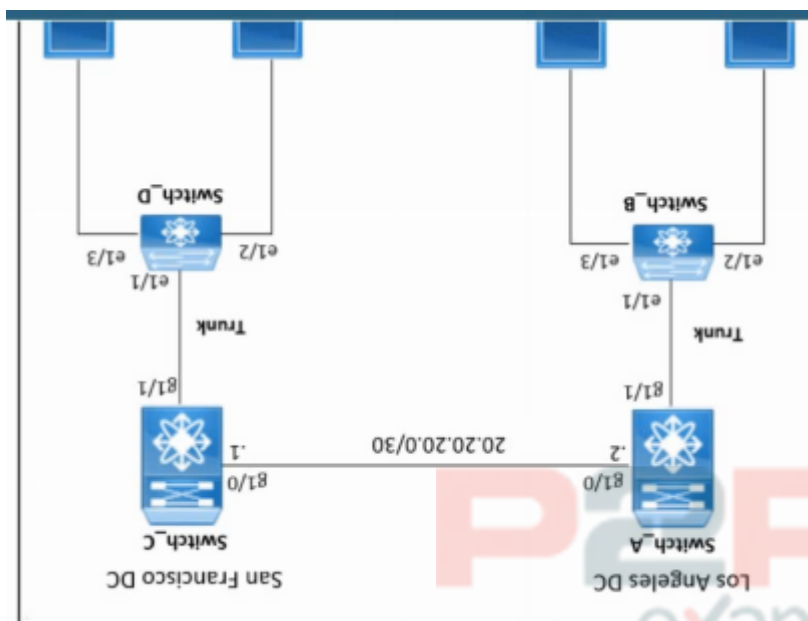 Los Angeles DC
San Francisco DC
Switch_A
Switch_C
g1/0
g1/0
.2
.1
20.20.20.0/30
g1/1
g1/1
Trunk
Trunk
e1/1
e1/1
e1/2
e1/3
e1/2
e1/3
Switch_B
Switch_D
P2P